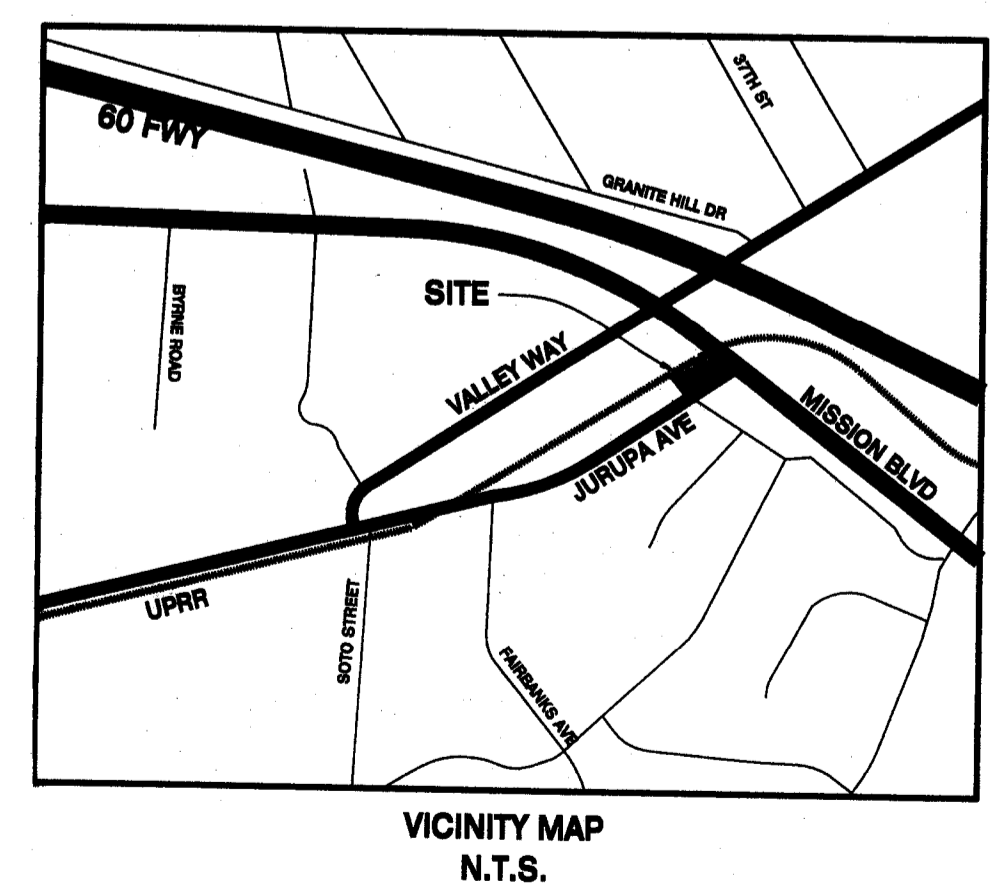 37TH ST
60 FWY
GRANITE HILL DR
SITE
BYRNE ROAD
VALLEY WAY
MISSION BLVD
JURUPA AVE
UPRR
SOTO STREET
FAIRBANKS AVE
VICINITY MAP
N.T.S.